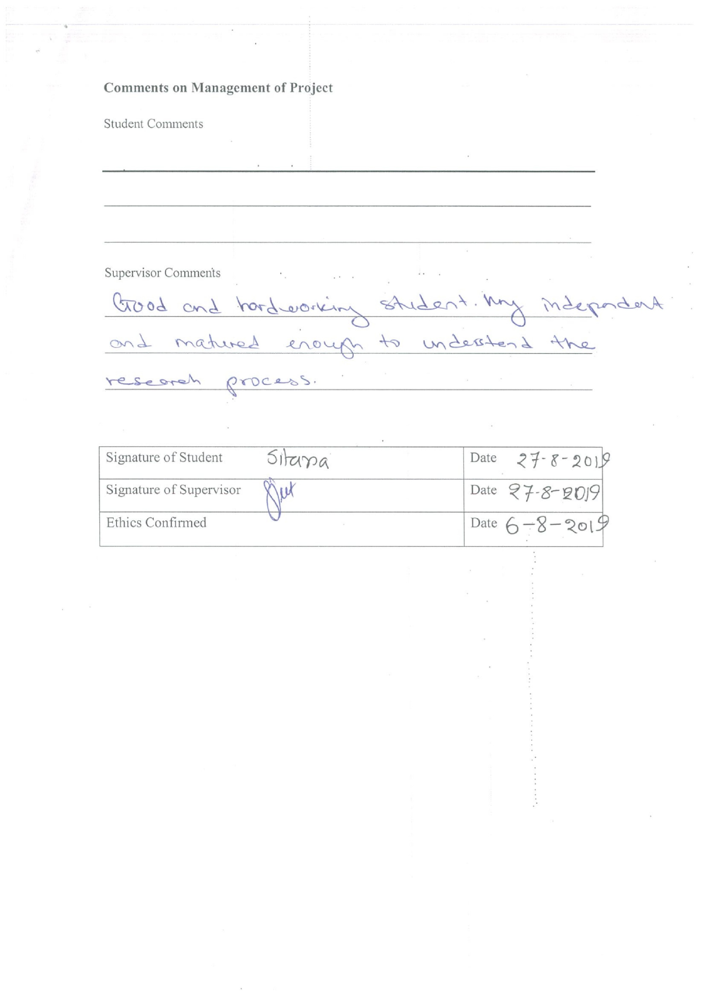 Comments on Management of Project
Student Comments
Supervisor Comments
Good and hardworking student. Very independent
and matured enough to understand the
research process.
Signature of Student Sitara Date 27-8-2019
Signature of Supervisor Date 27-8-2019
Ethics Confirmed Date 6-8-2019